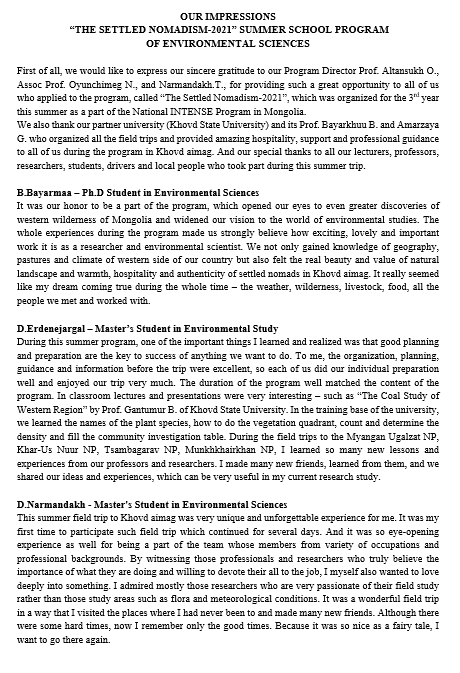 OUR IMPRESSIONS
“THE SETTLED NOMADISM-2021” SUMMER SCHOOL PROGRAM
OF ENVIRONMENTAL SCIENCES
First of all, we would like to express our sincere gratitude to our Program Director Prof. Altansukh O.,
Assoc Prof. Oyunchimeg N., and Narmandakh.T., for providing such a great opportunity to all of us
who applied to the program, called “The Settled Nomadism-2021”, which was organized for the 3rd year
this summer as a part of the National INTENSE Program in Mongolia.
We also thank our partner university (Khovd State University) and its Prof. Bayarkhuu B. and Amarzaya
G. who organized all the field trips and provided amazing hospitality, support and professional guidance
to all of us during the program in Khovd aimag. And our special thanks to all our lecturers, professors,
researchers, students, drivers and local people who took part during this summer trip.
B.Bayarmaa – Ph.D Student in Environmental Sciences
It was our honor to be a part of the program, which opened our eyes to even greater discoveries of
western wilderness of Mongolia and widened our vision to the world of environmental studies. The
whole experiences during the program made us strongly believe how exciting, lovely and important
work it is as a researcher and environmental scientist. We not only gained knowledge of geography,
pastures and climate of western side of our country but also felt the real beauty and value of natural
landscape and warmth, hospitality and authenticity of settled nomads in Khovd aimag. It really seemed
like my dream coming true during the whole time – the weather, wilderness, livestock, food, all the
people we met and worked with.
D.Erdenejargal – Master’s Student in Environmental Study
During this summer program, one of the important things I learned and realized was that good planning
and preparation are the key to success of anything we want to do. To me, the organization, planning,
guidance and information before the trip were excellent, so each of us did our individual preparation
well and enjoyed our trip very much. The duration of the program well matched the content of the
program. In classroom lectures and presentations were very interesting – such as “The Coal Study of
Western Region” by Prof. Gantumur B. of Khovd State University. In the training base of the university,
we learned the names of the plant species, how to do the vegetation quadrant, count and determine the
density and fill the community investigation table. During the field trips to the Myangan Ugalzat NP,
Khar-Us Nuur NP, Tsambagarav NP, Munkhkhairkhan NP, I learned so many new lessons and
experiences from our professors and researchers. I made many new friends, learned from them, and we
shared our ideas and experiences, which can be very useful in my current research study.
D.Narmandakh - Master’s Student in Environmental Sciences
This summer field trip to Khovd aimag was very unique and unforgettable experience for me. It was my
first time to participate such field trip which continued for several days. And it was so eye-opening
experience as well for being a part of the team whose members from variety of occupations and
professional backgrounds. By witnessing those professionals and researchers who truly believe the
importance of what they are doing and willing to devote their all to the job, I myself also wanted to love
deeply into something. I admired mostly those researchers who are very passionate of their field study
rather than those study areas such as flora and meteorological conditions. It was a wonderful field trip
in a way that I visited the places where I had never been to and made many new friends. Although there
were some hard times, now I remember only the good times. Because it was so nice as a fairy tale, I
want to go there again.